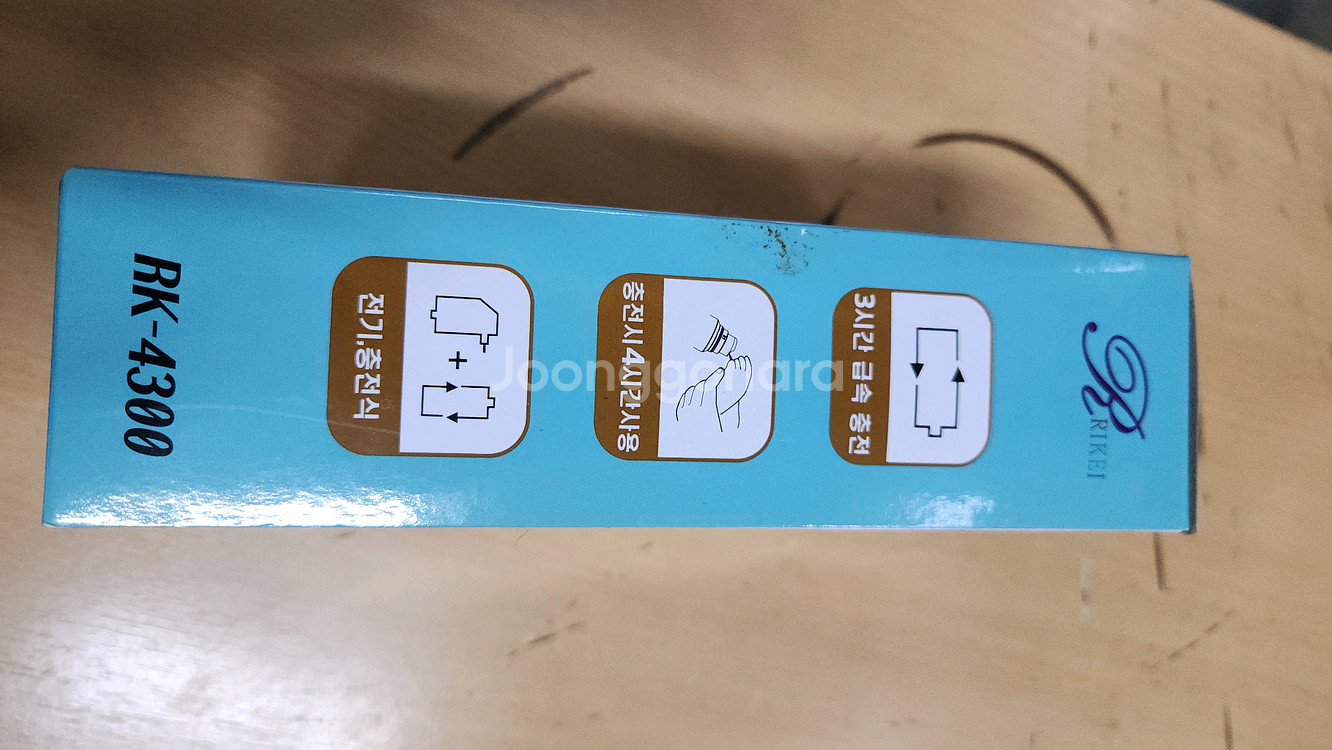 RIKEI
3시간 급속 충전
충전시4시간사용
전기,충전식
RK-4300
Joonggonara